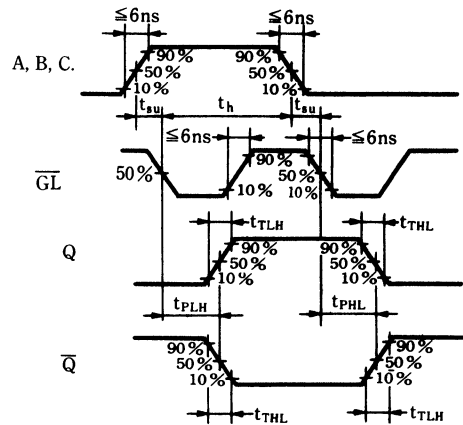 ≦6ns ≦6ns
A, B, C.
90% 90%
50% 50%
10% 10%
tsu th tsu
≦6ns ≦6ns
GL
50% 90% 90%
50%
10% 10%
tTLH tTHL
Q
90% 90%
50% 50%
10% 10%
tPLH tPHL
Q
90% 90%
50% 50%
10% 10%
tTHL tTLH